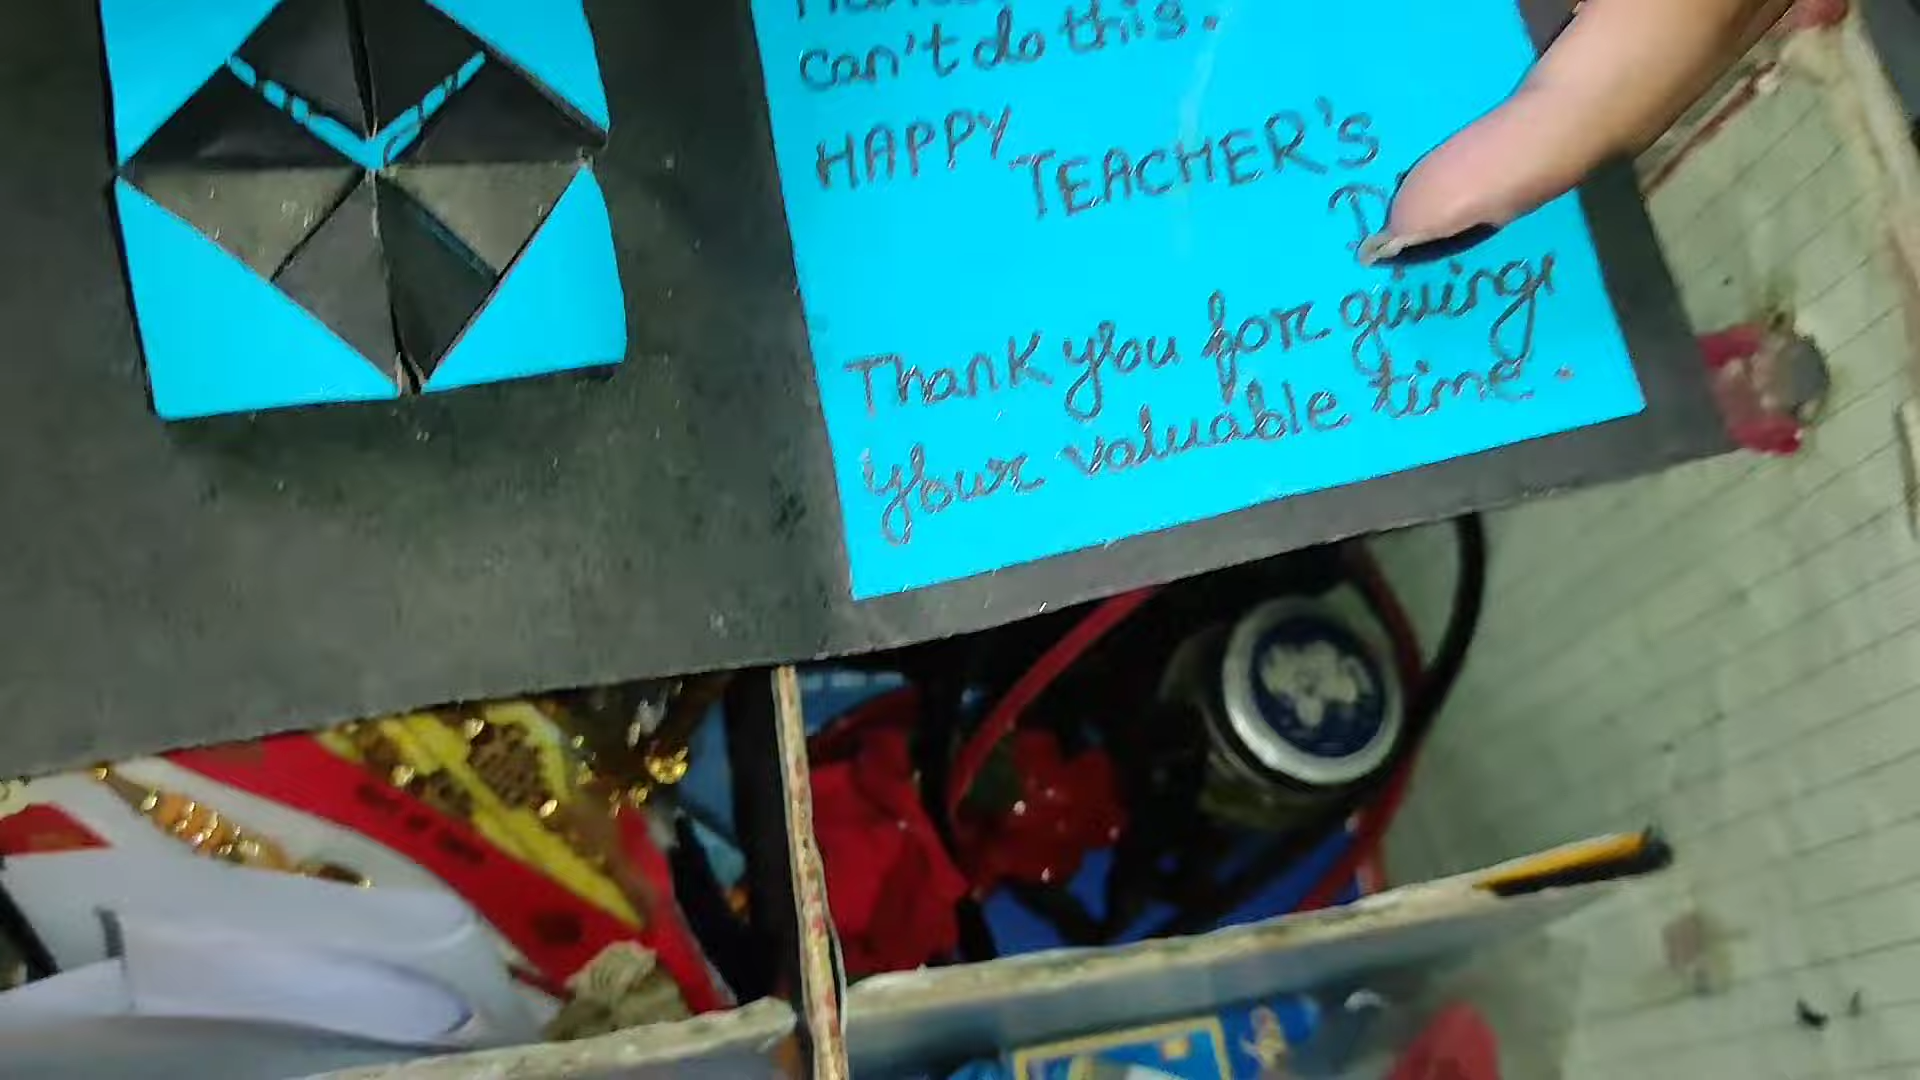 can't do this.
HAPPY TEACHER's
Thank you for giving
your valuable time.